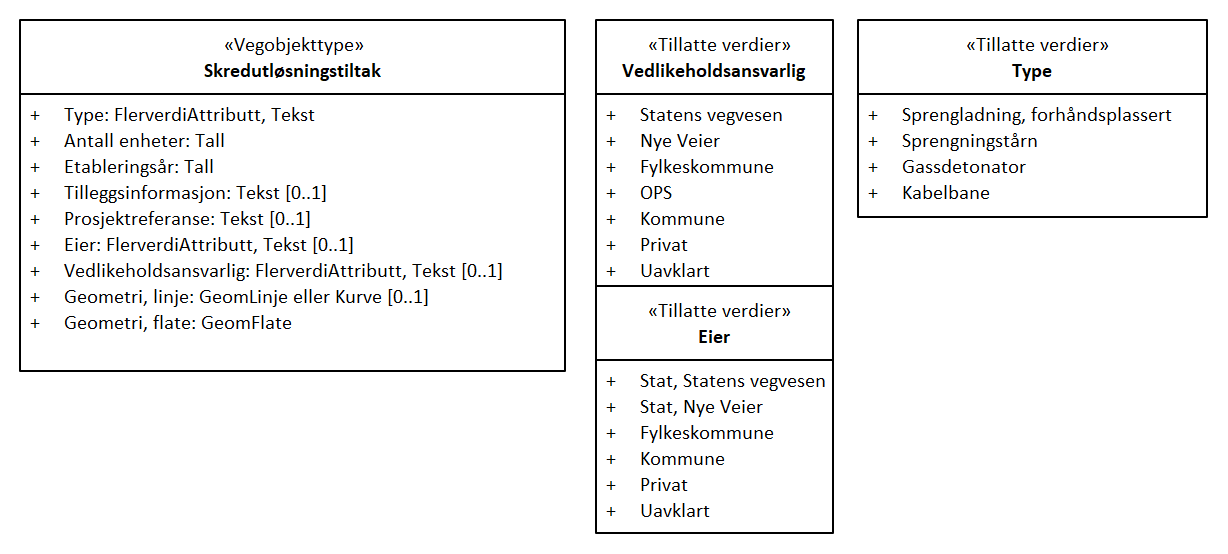 «Vegobjekttype»
Skredutløsningstiltak
+ Type: FlerverdiAttributt, Tekst
+ Antall enheter: Tall
+ Etableringsår: Tall
+ Tilleggsinformasjon: Tekst [0..1]
+ Prosjektreferanse: Tekst [0..1]
+ Eier: FlerverdiAttributt, Tekst [0..1]
+ Vedlikeholdsansvarlig: FlerverdiAttributt, Tekst [0..1]
+ Geometri, linje: GeomLinje eller Kurve [0..1]
+ Geometri, flate: GeomFlate
«Tillatte verdier»
Vedlikeholdsansvarlig
+ Statens vegvesen
+ Nye Veier
+ Fylkeskommune
+ OPS
+ Kommune
+ Privat
+ Uavklart
«Tillatte verdier»
Eier
+ Stat, Statens vegvesen
+ Stat, Nye Veier
+ Fylkeskommune
+ Kommune
+ Privat
+ Uavklart
«Tillatte verdier»
Type
+ Sprengladning, forhåndsplassert
+ Sprengningstårn
+ Gassdetonator
+ Kabelbane